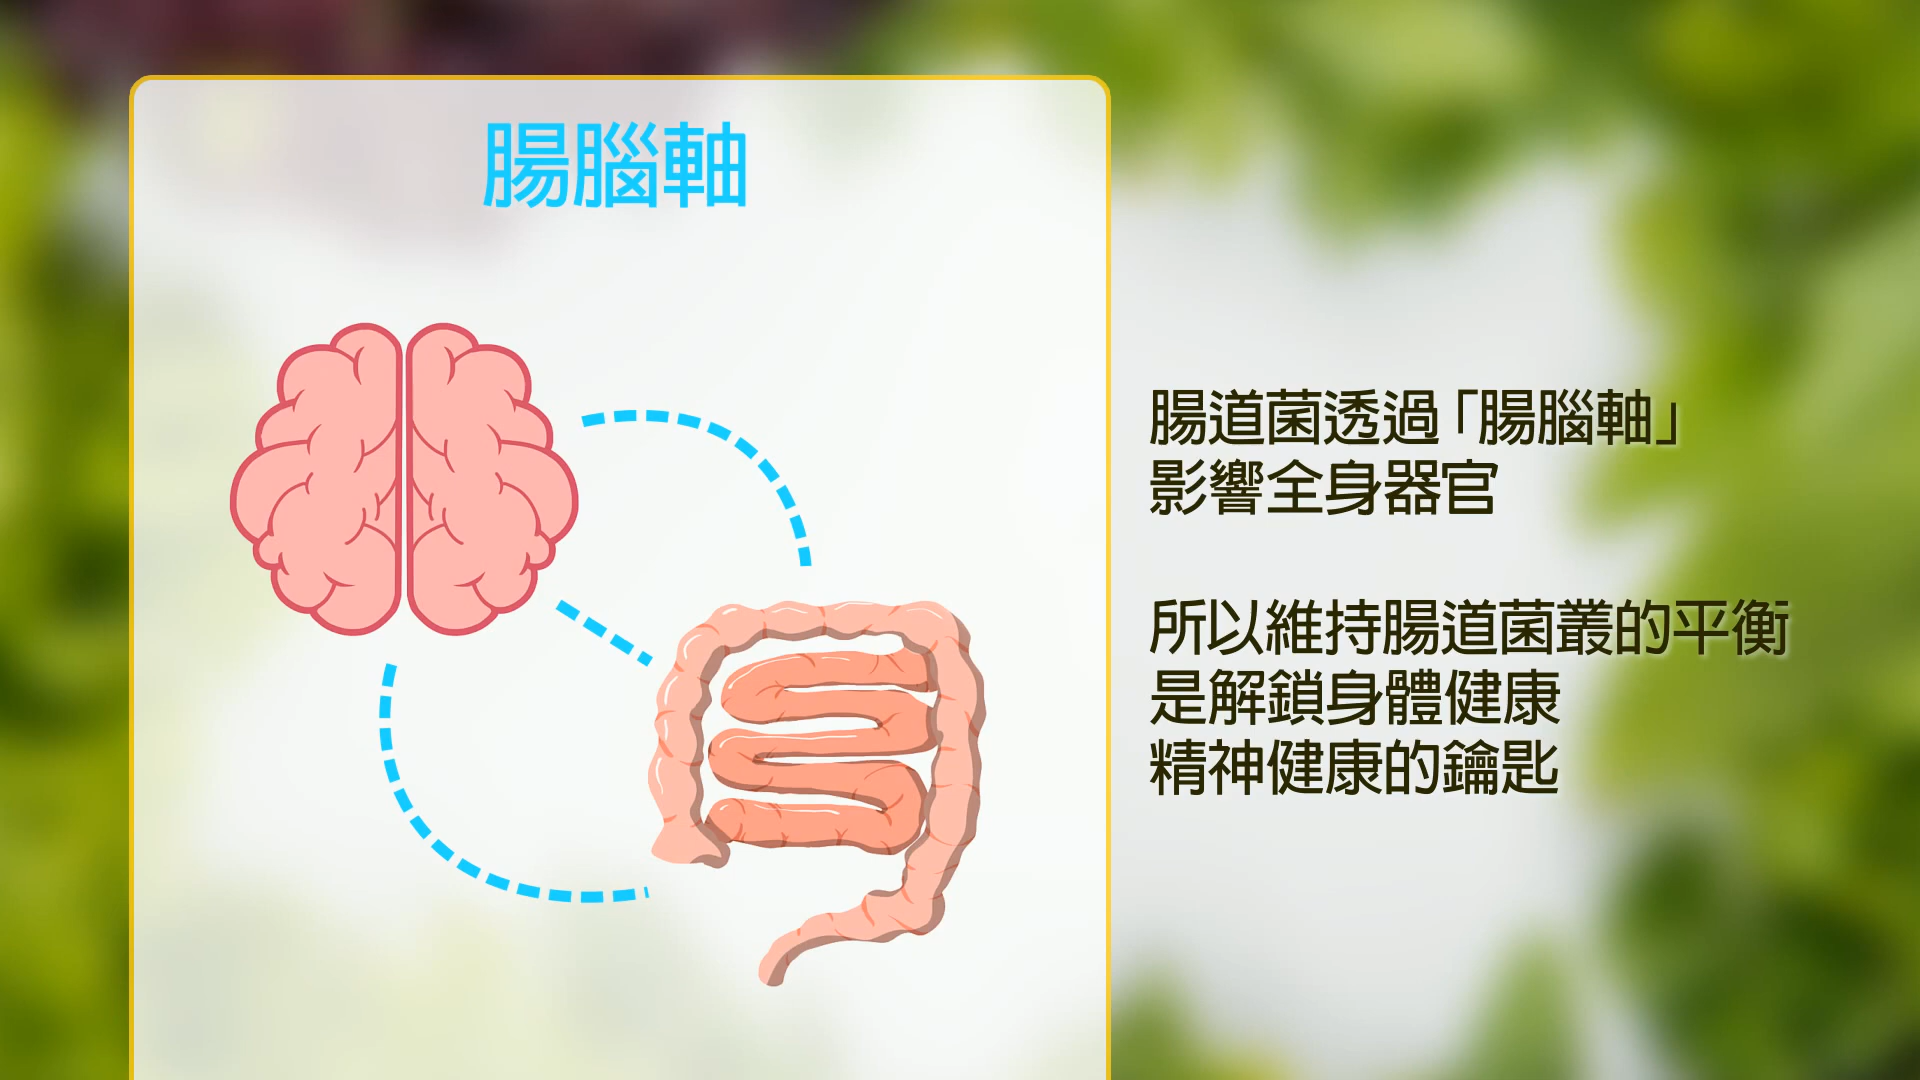 腸腦軸
腸道菌透過「腸腦軸」
影響全身器官
所以維持腸道菌叢的平衡
是解鎖身體健康
精神健康的鑰匙